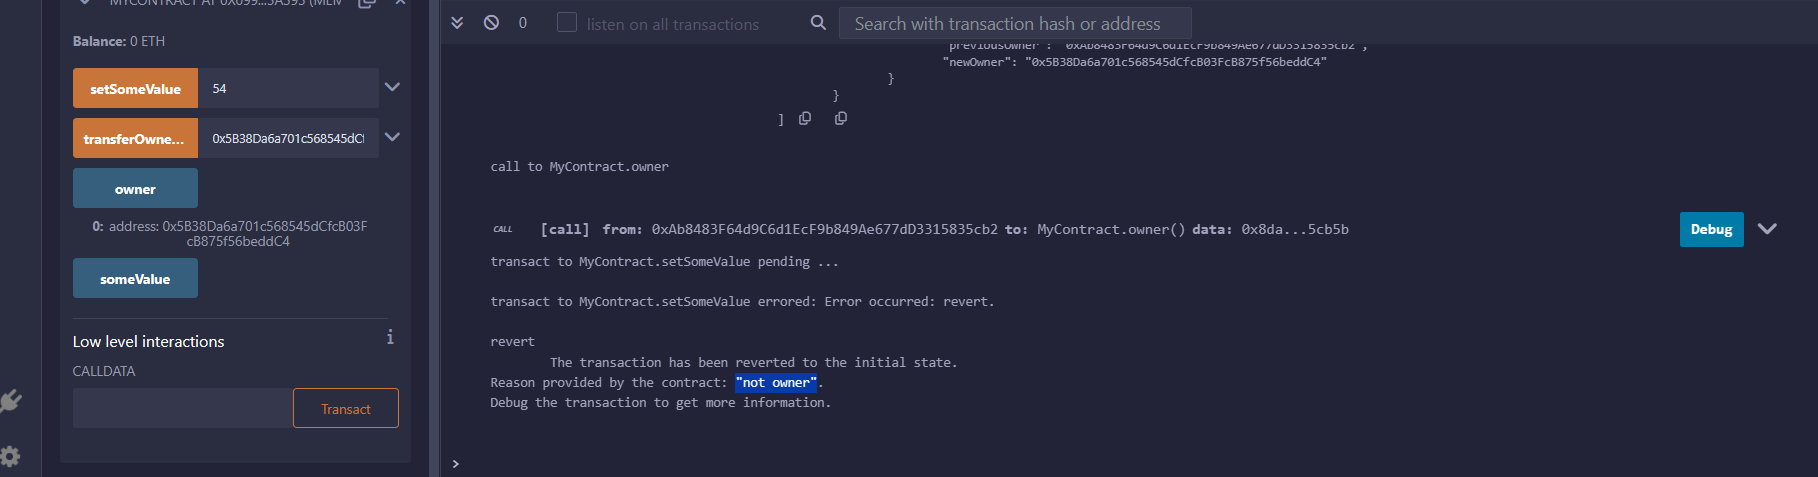 MYCONTRACT AT 0X099...5A595 (MEM
Balance: 0 ETH
setSomeValue 54
transferOwne... 0x5B38Da6a701c568545dCf
owner
0: address: 0x5B38Da6a701c568545dCfcB03F
cB875f56beddC4
someValue
Low level interactions
CALLDATA
Transact
0 listen on all transactions Search with transaction hash or address
"previousOwner": "0xAb8483F64d9C6d1EcF9b849Ae677dD3315835cb2",
"newOwner": "0x5B38Da6a701c568545dCfcB03FcB875f56beddC4"
}
}
]
call to MyContract.owner
CALL [call] from: 0xAb8483F64d9C6d1EcF9b849Ae677dD3315835cb2 to: MyContract.owner() data: 0x8da...5cb5b Debug
transact to MyContract.setSomeValue pending ...
transact to MyContract.setSomeValue errored: Error occurred: revert.
revert
The transaction has been reverted to the initial state.
Reason provided by the contract: "not owner".
Debug the transaction to get more information.
>